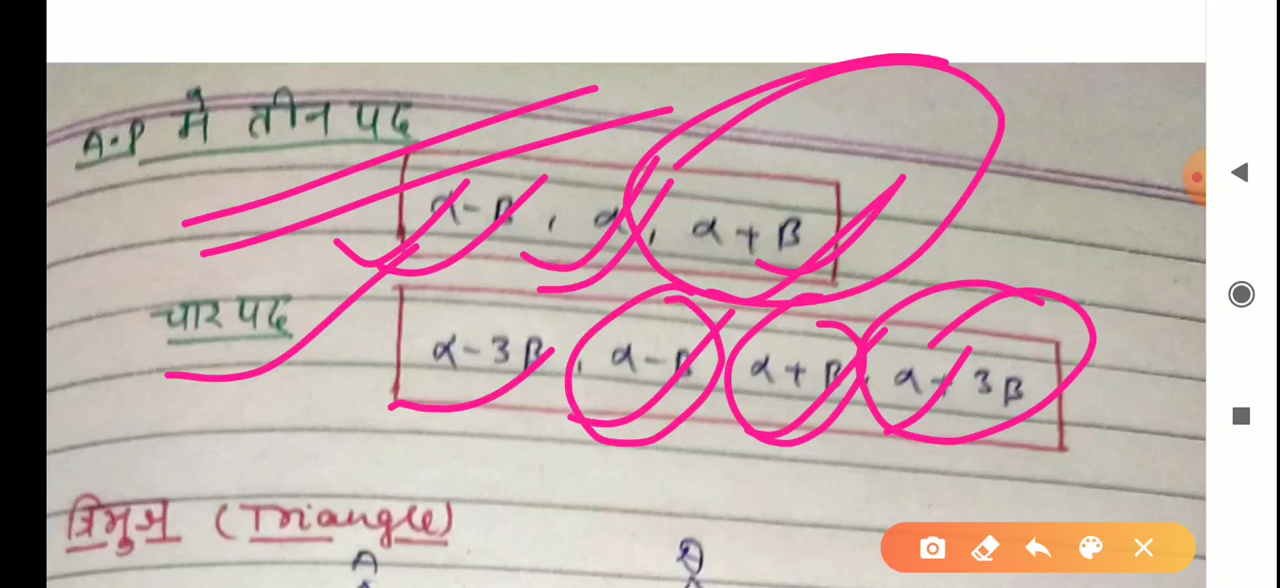 A.P मे तीन पद
α-β, α, α+β
चार पद
α-3β, α-β, α+β, α+3β
त्रिभुज (Triangle)
A